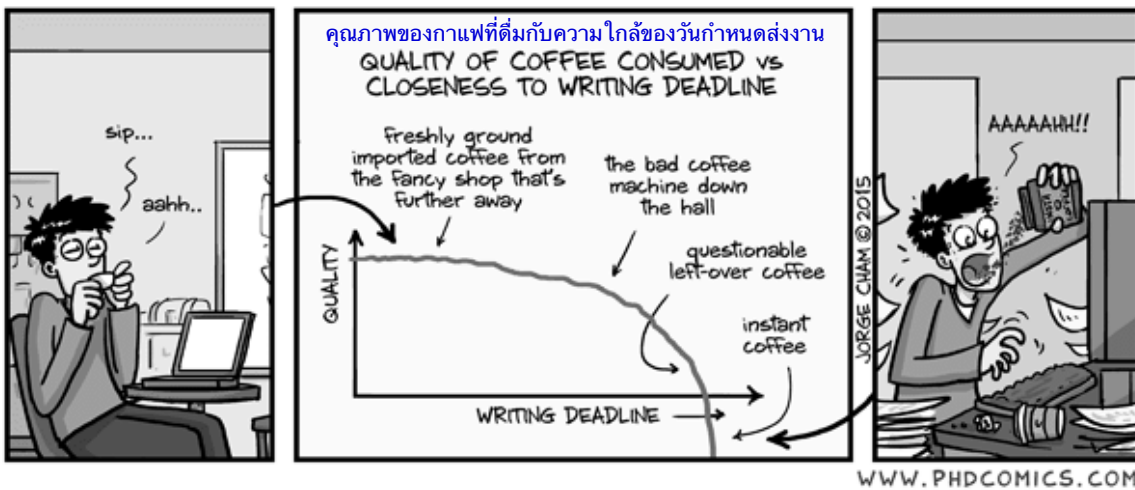 sip...
aahh..
คุณภาพของกาแฟที่ดื่มกับความใกล้ของวันกำหนดส่งงาน
QUALITY OF COFFEE CONSUMED vs
CLOSENESS TO WRITING DEADLINE
freshly ground
imported coffee from
the fancy shop that's
further away
the bad coffee
machine down
the hall
questionable
left-over coffee
instant
coffee
QUALITY
WRITING DEADLINE
JORGE CHAM © 2015
AAAAAHH!!
WWW.PHDCOMICS.COM